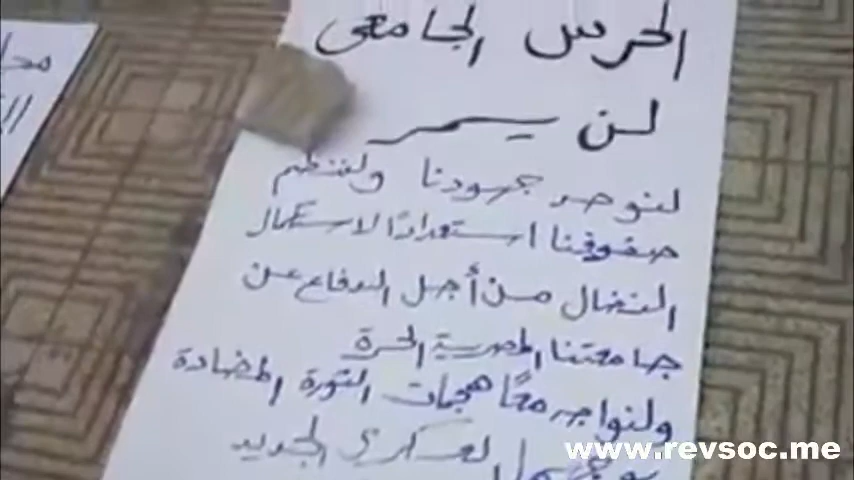 الحرس الجامعى
لن
لنوحد جهودنا ولننظم
صفوفنا استعدادًا لاستكمال
النضال من أجل الدفاع عن
جامعتنا المصرية الحرة
ولنواجه معًا هجمات الثورة المضادة
العسكري الجديد
www.revsoc.me